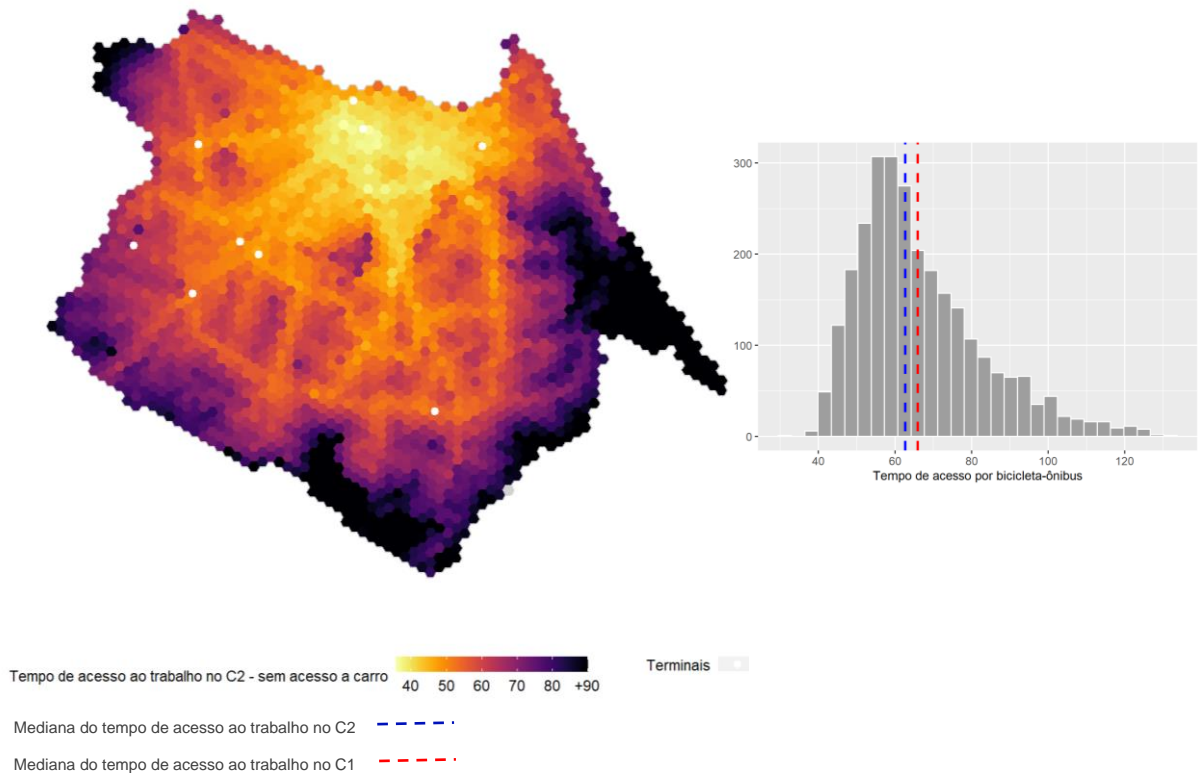 300
200
100
0
40 60 80 100 120
Tempo de acesso por bicicleta-ônibus
Tempo de acesso ao trabalho no C2 - sem acesso a carro
40 50 60 70 80 +90
Terminais
Mediana do tempo de acesso ao trabalho no C2
Mediana do tempo de acesso ao trabalho no C1